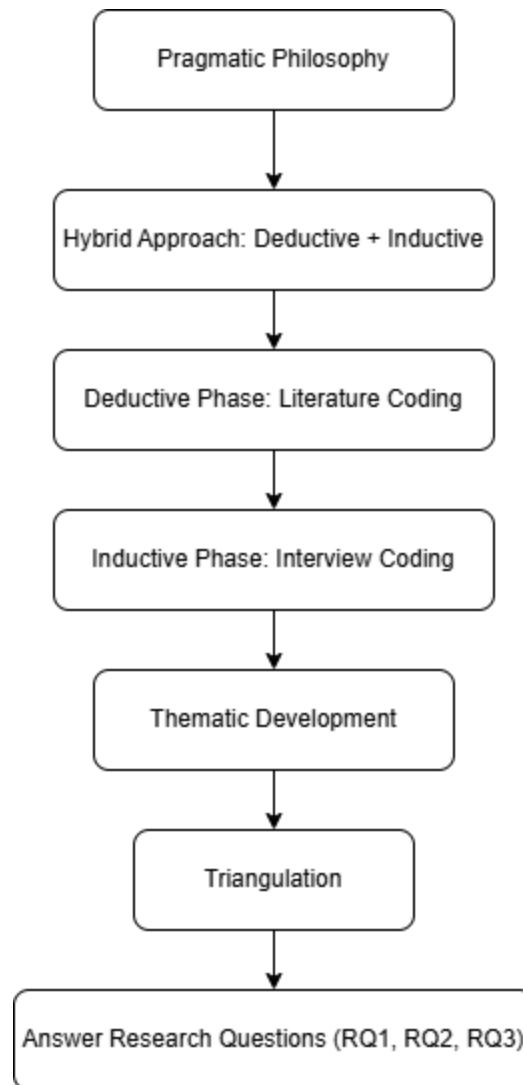 Pragmatic Philosophy
Hybrid Approach: Deductive + Inductive
Deductive Phase: Literature Coding
Inductive Phase: Interview Coding
Thematic Development
Triangulation
Answer Research Questions (RQ1, RQ2, RQ3)